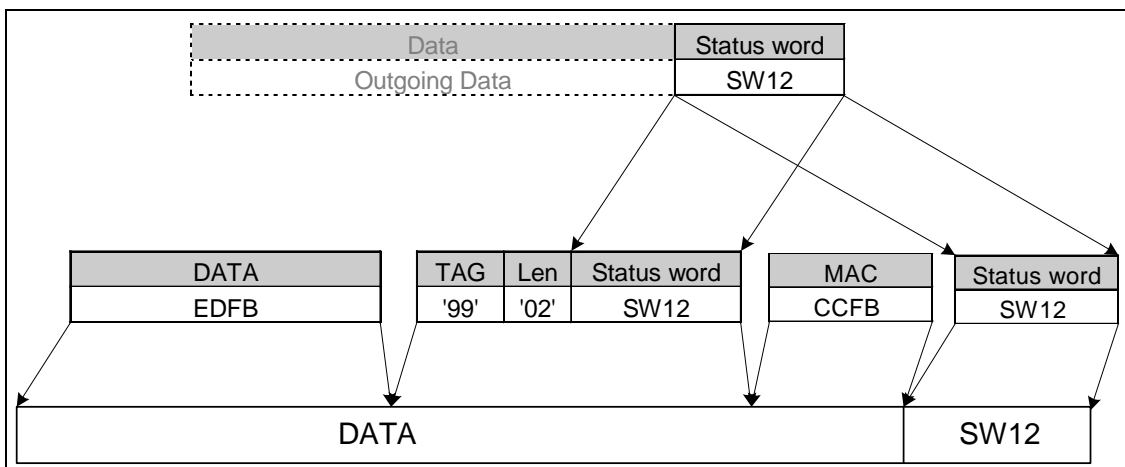 Data Status word
Outgoing Data SW12
DATA TAG Len Status word MAC Status word
EDFB '99' '02' SW12 CCFB SW12
DATA SW12